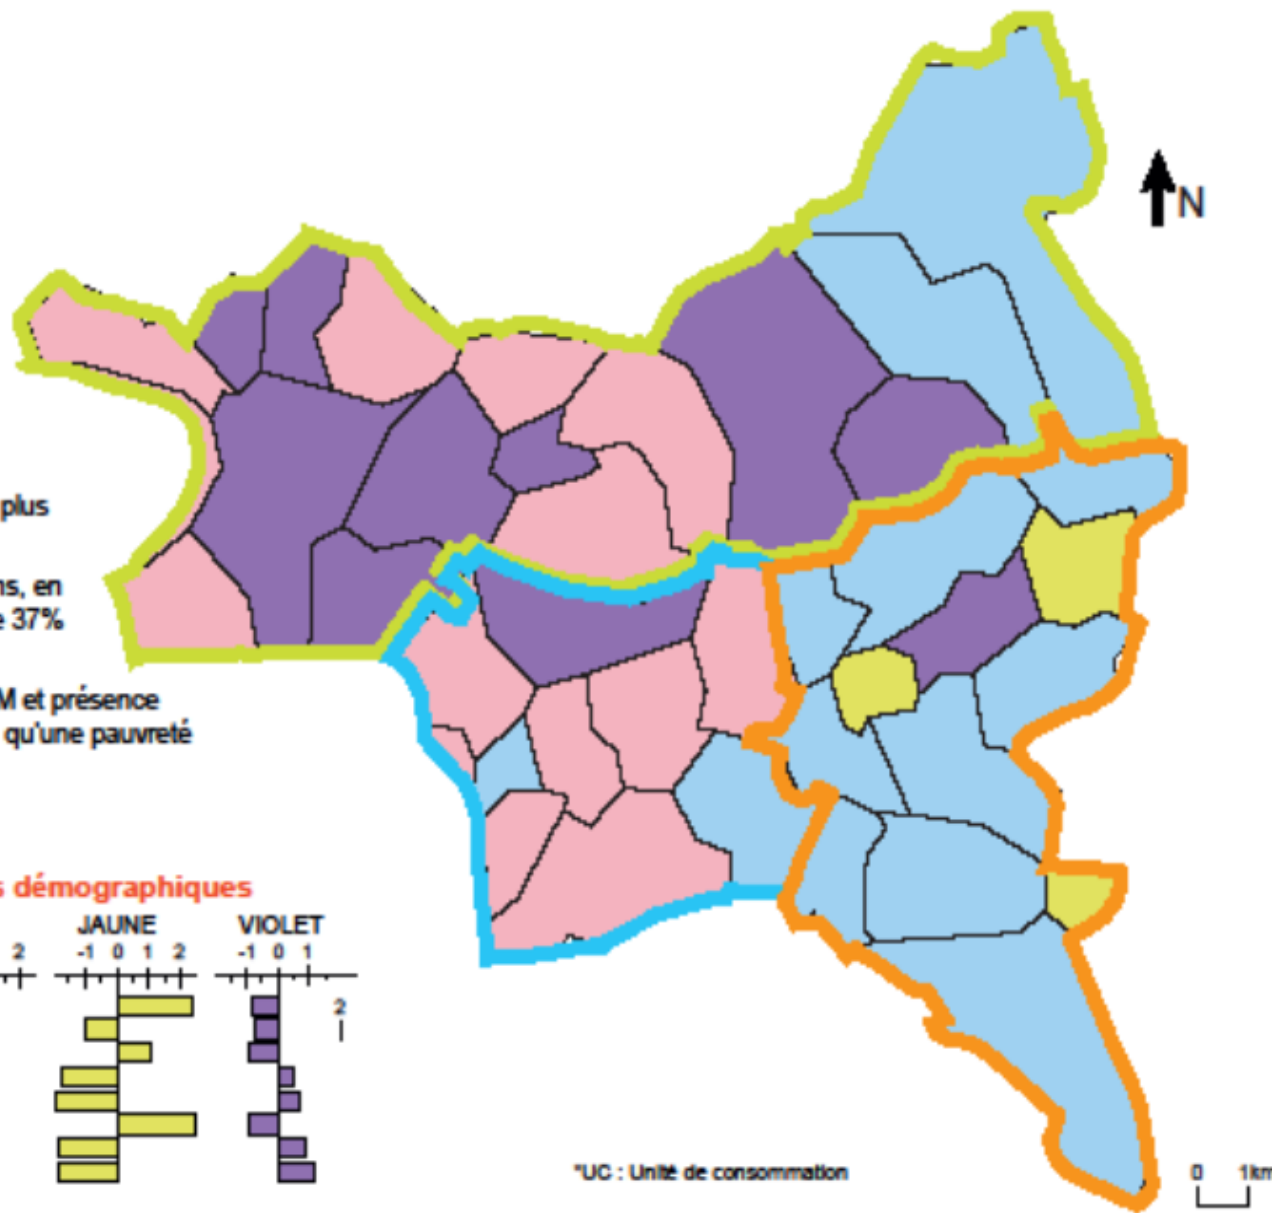 N
plus
ns, en
e 37%
M et présence
qu'une pauvreté
s démographiques
JAUNE VIOLET
2 -1 0 1 2 -1 0 1
2
*UC : Unité de consommation
0 1km